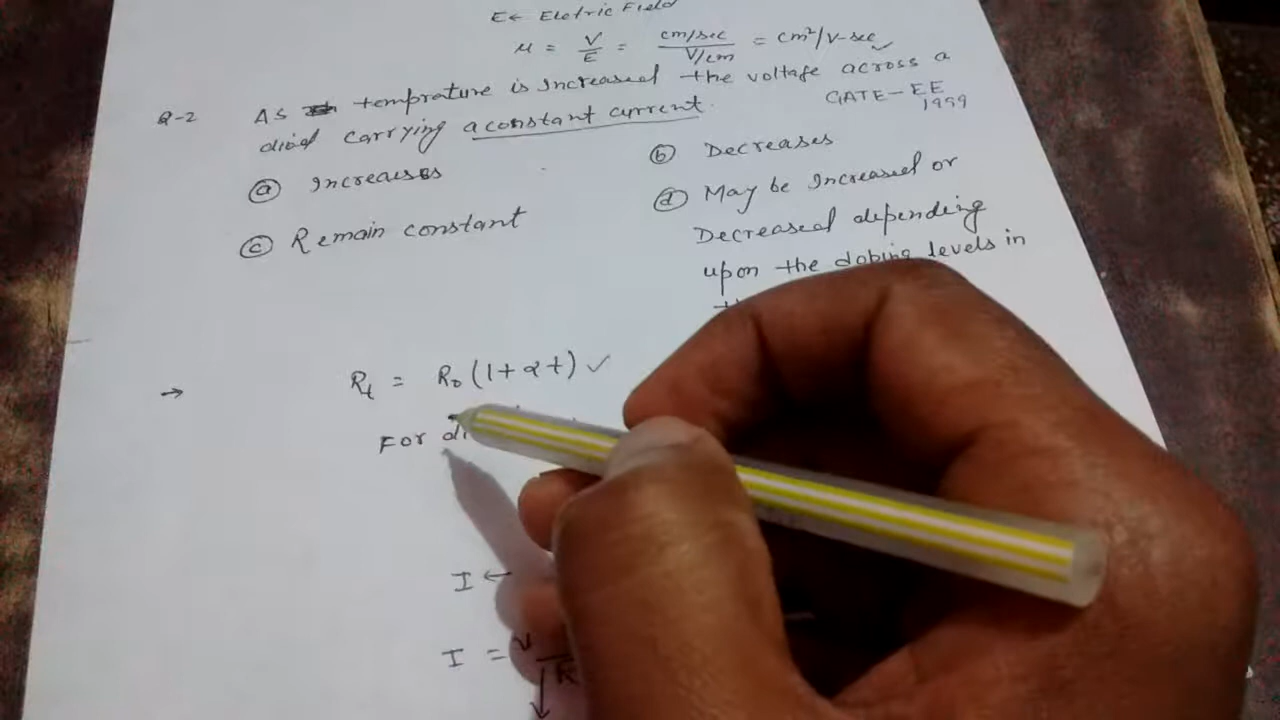 E← Eletric Field
μ = V/E = cm/sec / V/cm = cm²/v-sec
Q-2 As temprature is increased the voltage across a
diod carrying a constant current. GATE-EE 1999
(a) Increases (b) Decreases
(c) Remain constant (d) May be Increased or
Decreased depending
upon the doping levels in
→ Rt = R0 (1 + αt) ✓
For
I ←
I = V/R